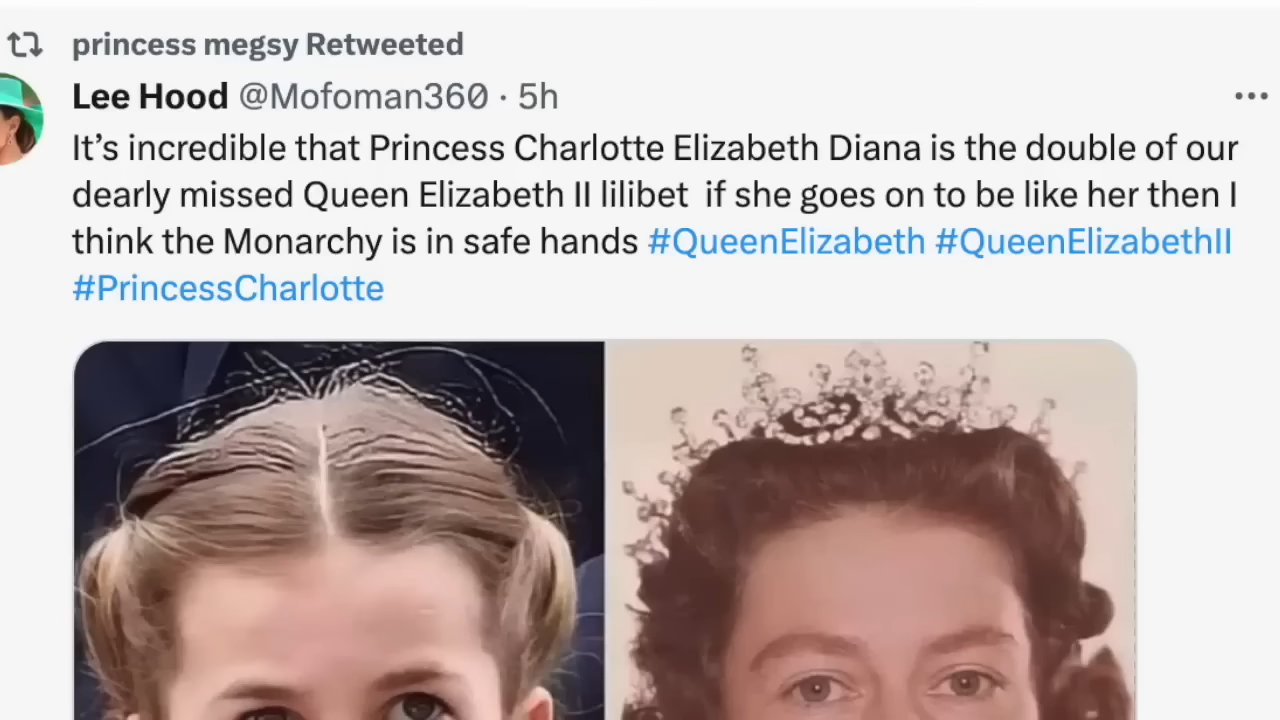 princess megsy Retweeted
Lee Hood @Mofoman360 · 5h
It’s incredible that Princess Charlotte Elizabeth Diana is the double of our
dearly missed Queen Elizabeth II lilibet  if she goes on to be like her then I
think the Monarchy is in safe hands #QueenElizabeth #QueenElizabethII
#PrincessCharlotte